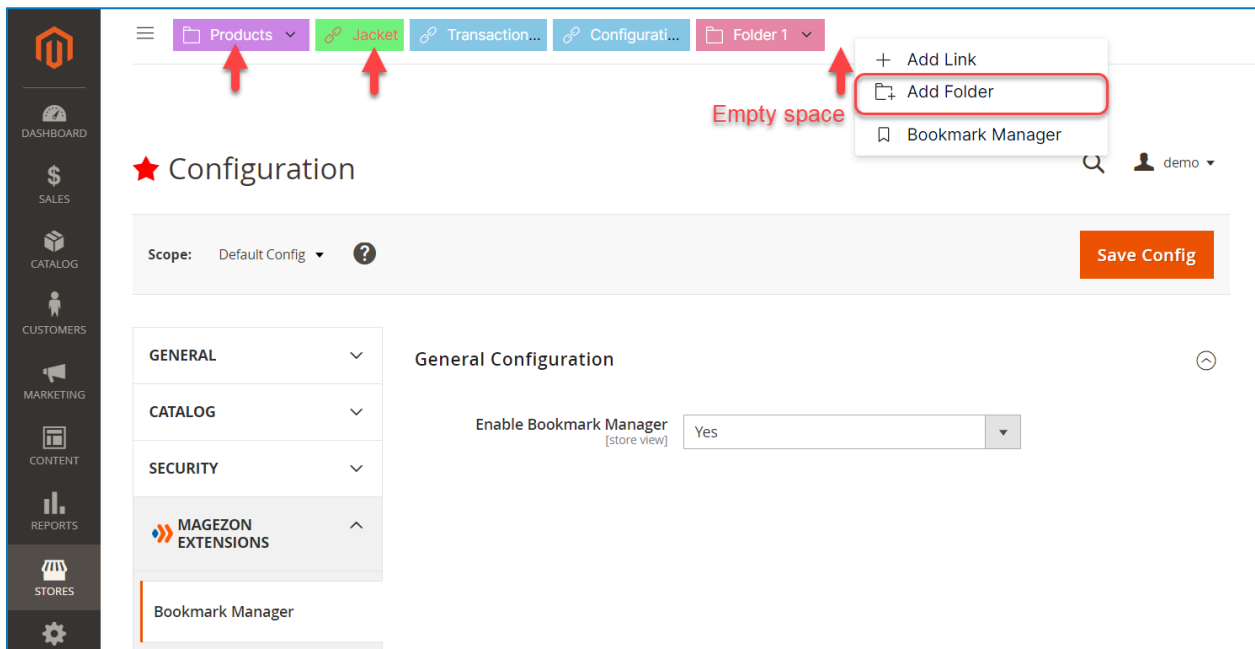 Products
Jacket
Transaction...
Configurati...
Folder 1
Add Link
Add Folder
Bookmark Manager
Empty space
DASHBOARD
$
SALES
CATALOG
CUSTOMERS
MARKETING
CONTENT
REPORTS
STORES
Configuration
demo
Scope: Default Config ?
Save Config
GENERAL
CATALOG
SECURITY
MAGEZON
EXTENSIONS
Bookmark Manager
General Configuration
Enable Bookmark Manager
[store view]
Yes